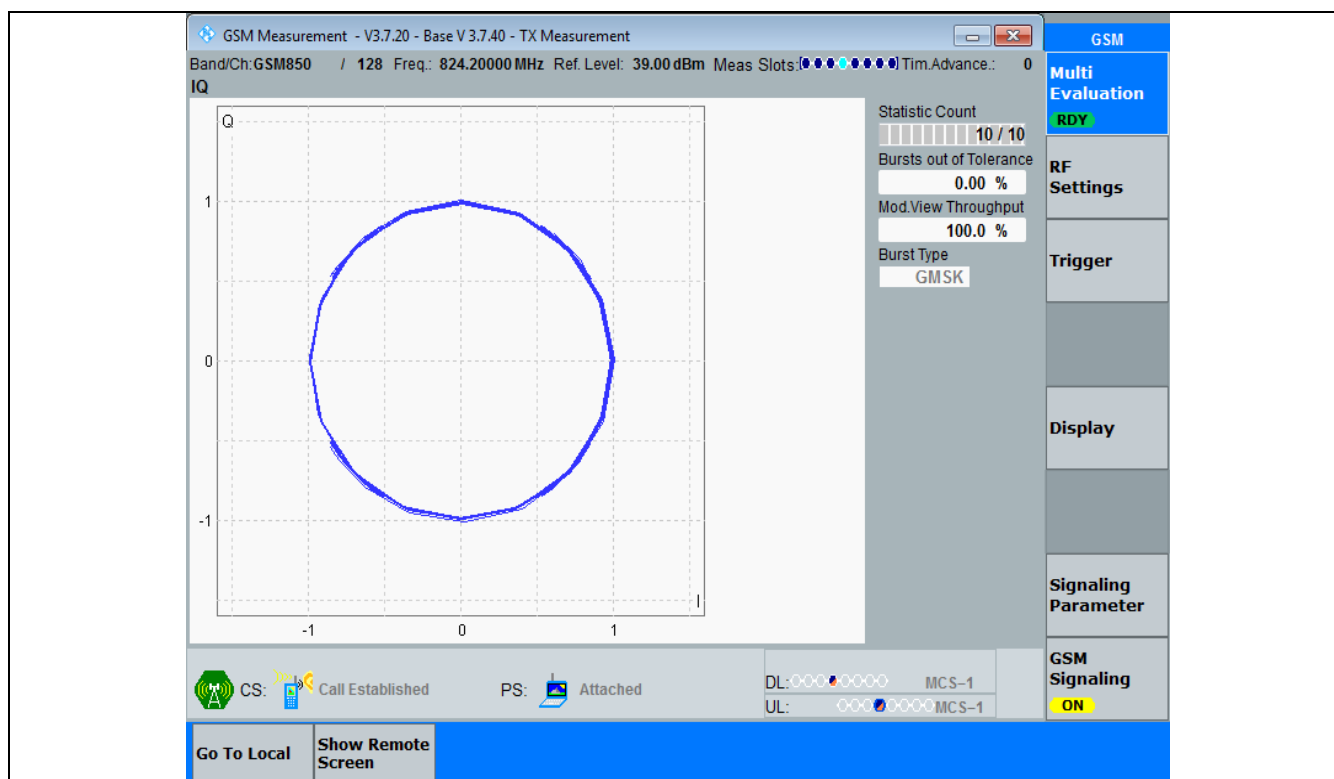 GSM Measurement - V3.7.20 - Base V 3.7.40 - TX Measurement
GSM
Band/Ch:GSM850 / 128 Freq.: 824.20000 MHz Ref. Level: 39.00 dBm Meas Slots: Tim.Advance.: 0
IQ
Multi
Evaluation
RDY
Q
Statistic Count
10 / 10
Bursts out of Tolerance
0.00 %
Mod.View Throughput
100.0 %
Burst Type
GMSK
RF
Settings
Trigger
1
0
-1
I
-1 0 1
Display
Signaling
Parameter
GSM
Signaling
ON
CS: Call Established PS: Attached
DL: MCS-1
UL: MCS-1
Go To Local
Show Remote
Screen